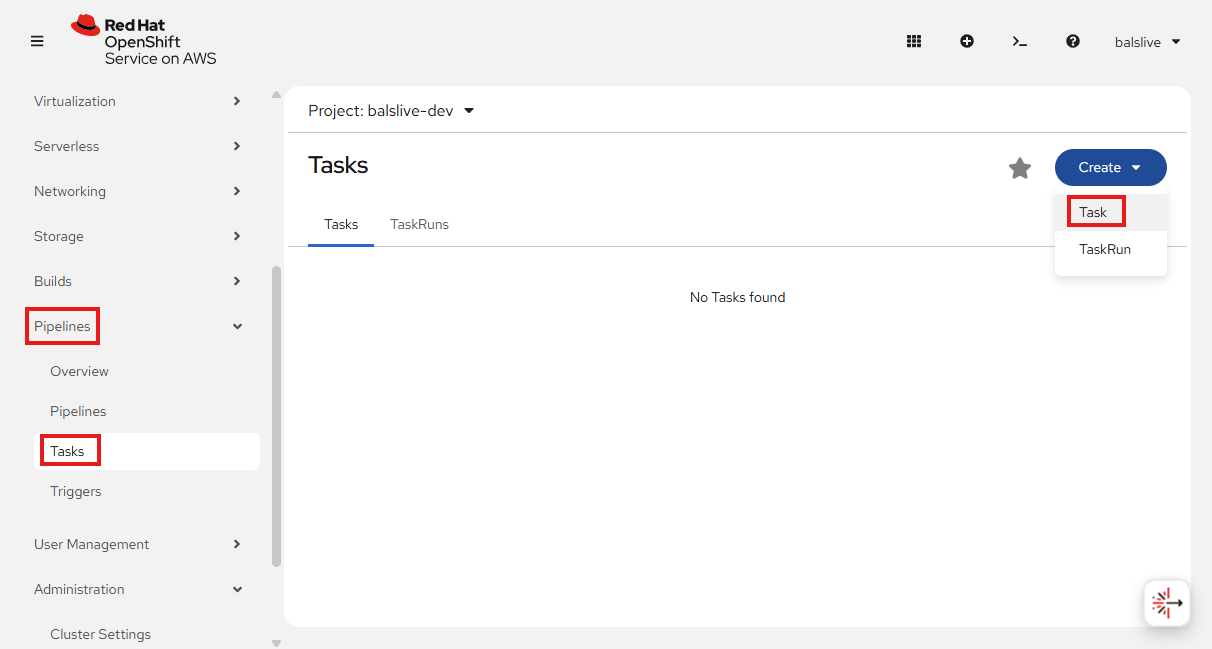 Red Hat
OpenShift
Service on AWS
balslive
Virtualization
Serverless
Networking
Storage
Builds
Pipelines
Overview
Pipelines
Tasks
Triggers
User Management
Administration
Cluster Settings
Project: balslive-dev
Tasks
Create
Task
TaskRun
Tasks
TaskRuns
No Tasks found